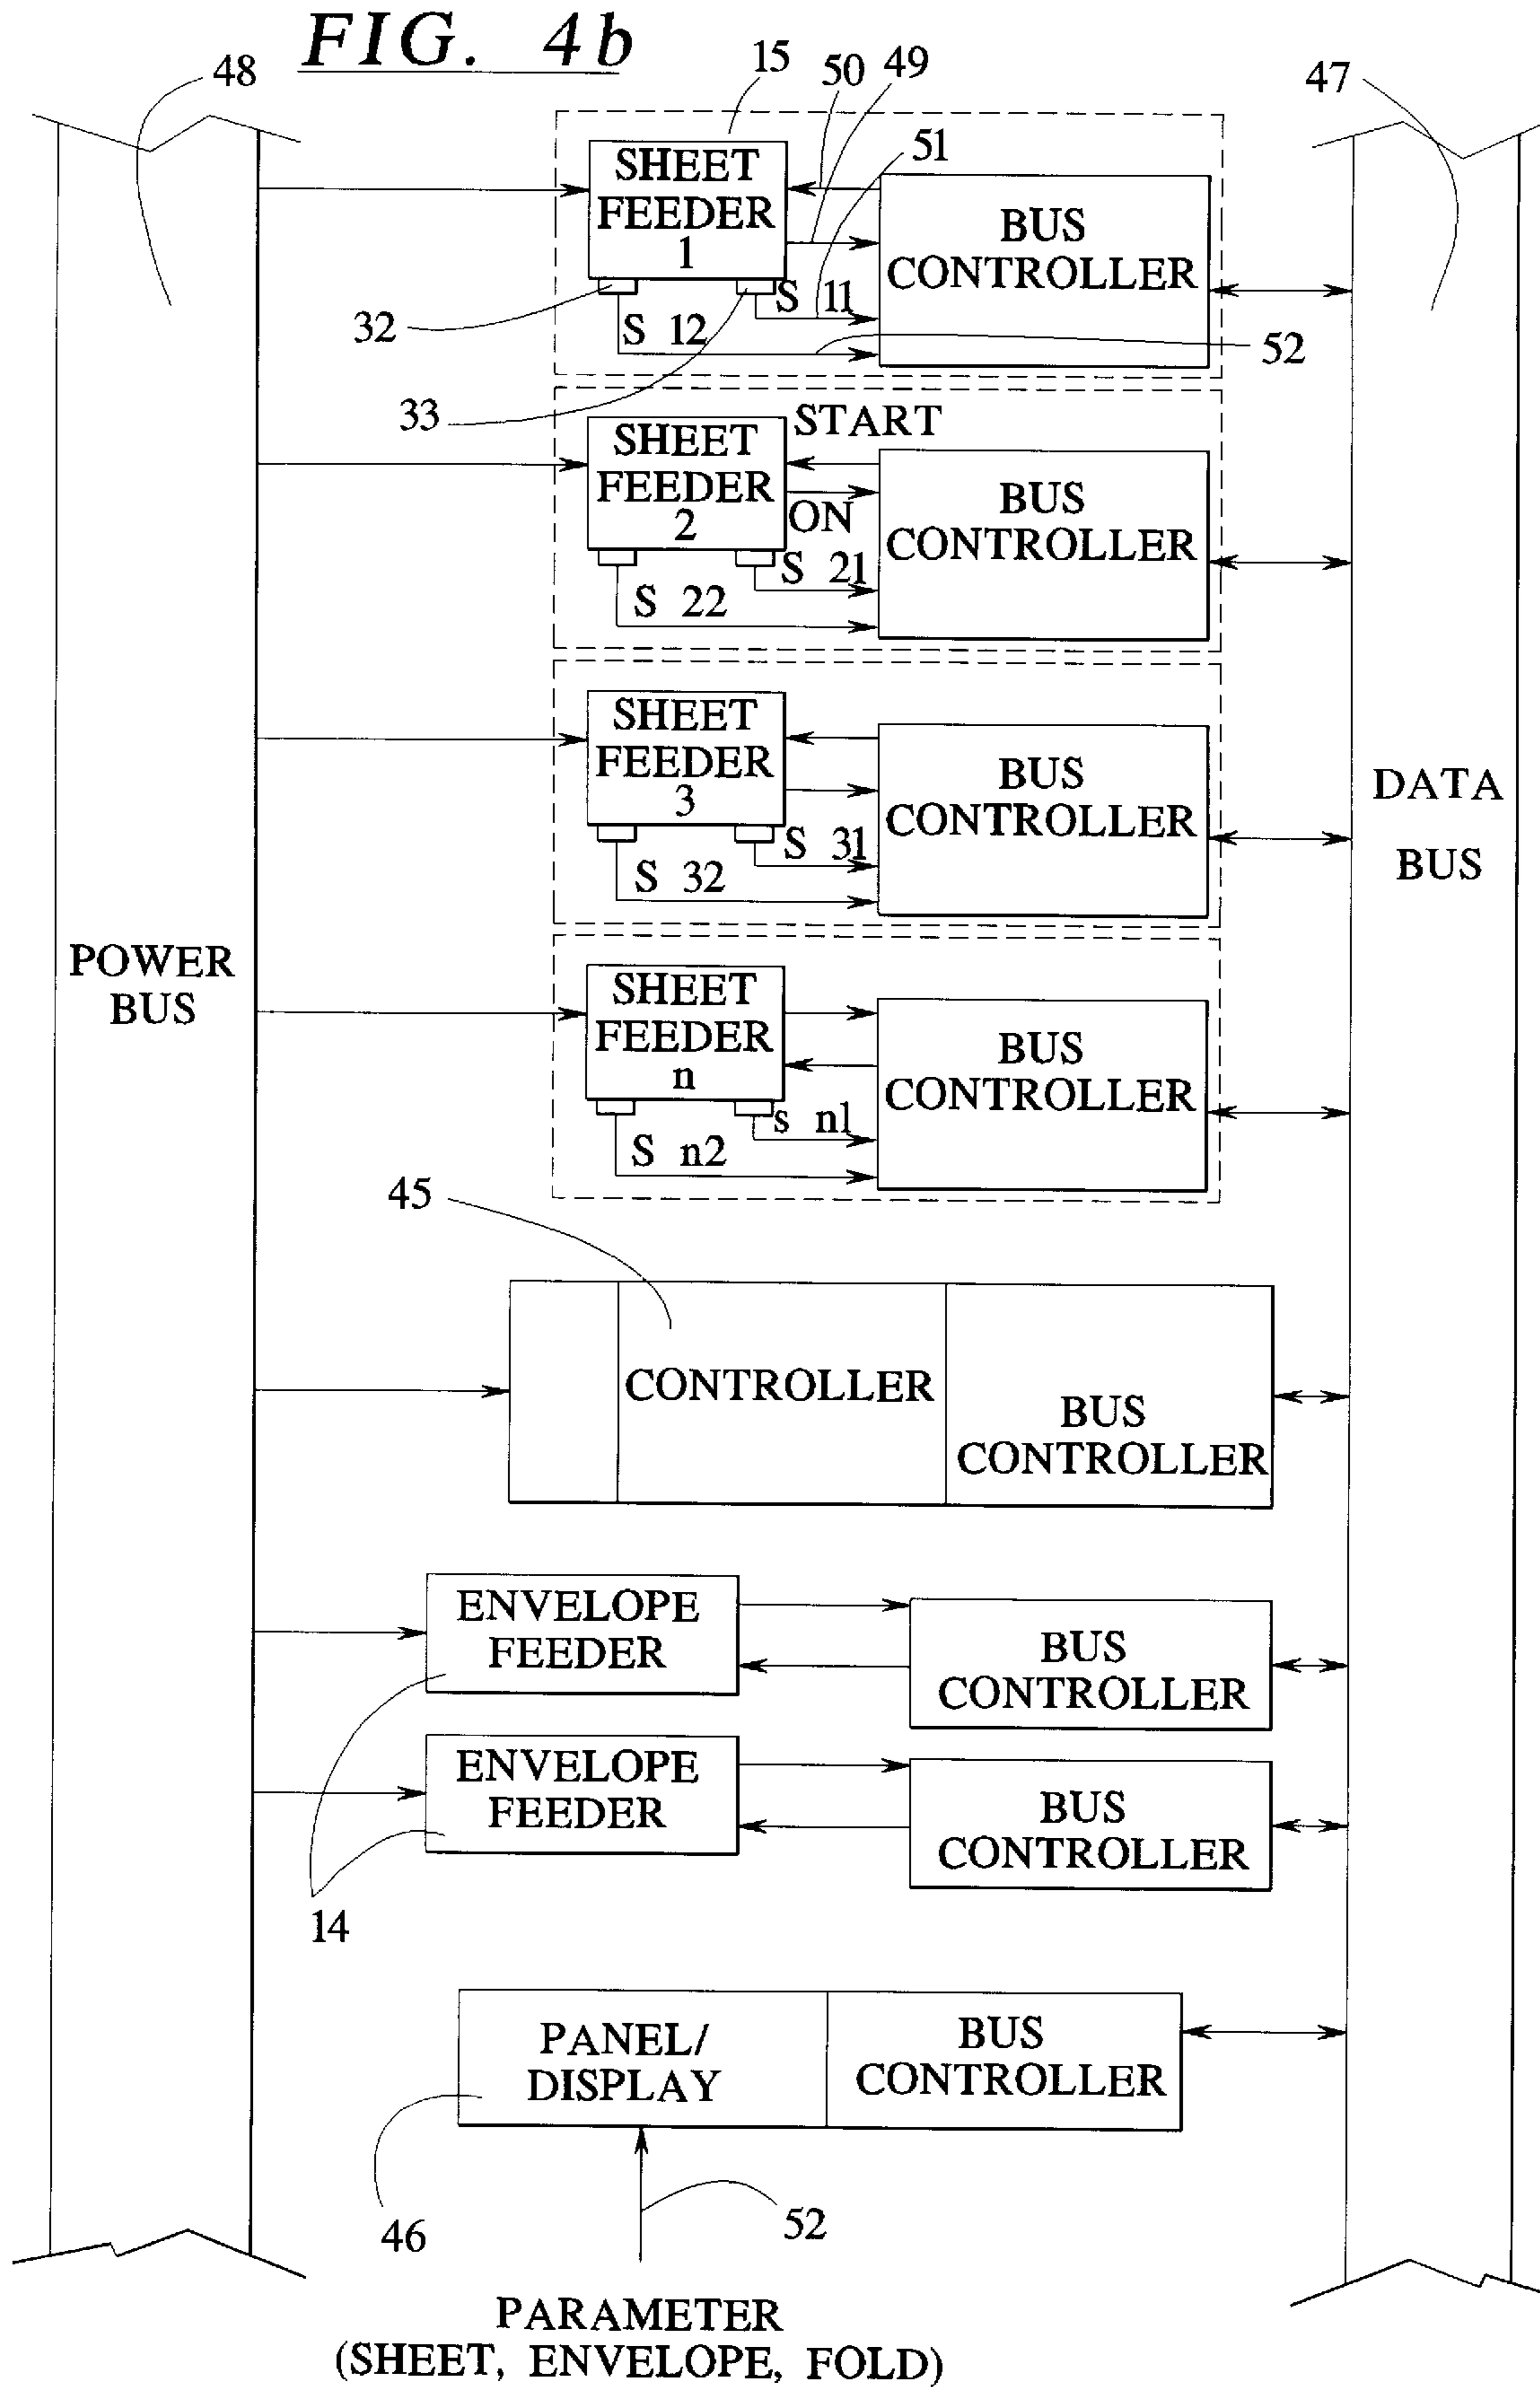 FIG. 4b
48
15
50
49
47
51
SHEET
FEEDER
1
BUS
CONTROLLER
S 11
32
S 12
52
33
START
SHEET
FEEDER
2
ON
BUS
CONTROLLER
S 21
S 22
SHEET
FEEDER
3
BUS
CONTROLLER
S 31
S 32
DATA
BUS
POWER
BUS
SHEET
FEEDER
n
BUS
CONTROLLER
s n1
S n2
45
CONTROLLER
BUS
CONTROLLER
ENVELOPE
FEEDER
BUS
CONTROLLER
ENVELOPE
FEEDER
BUS
CONTROLLER
14
PANEL/
DISPLAY
BUS
CONTROLLER
46
52
PARAMETER
(SHEET, ENVELOPE, FOLD)